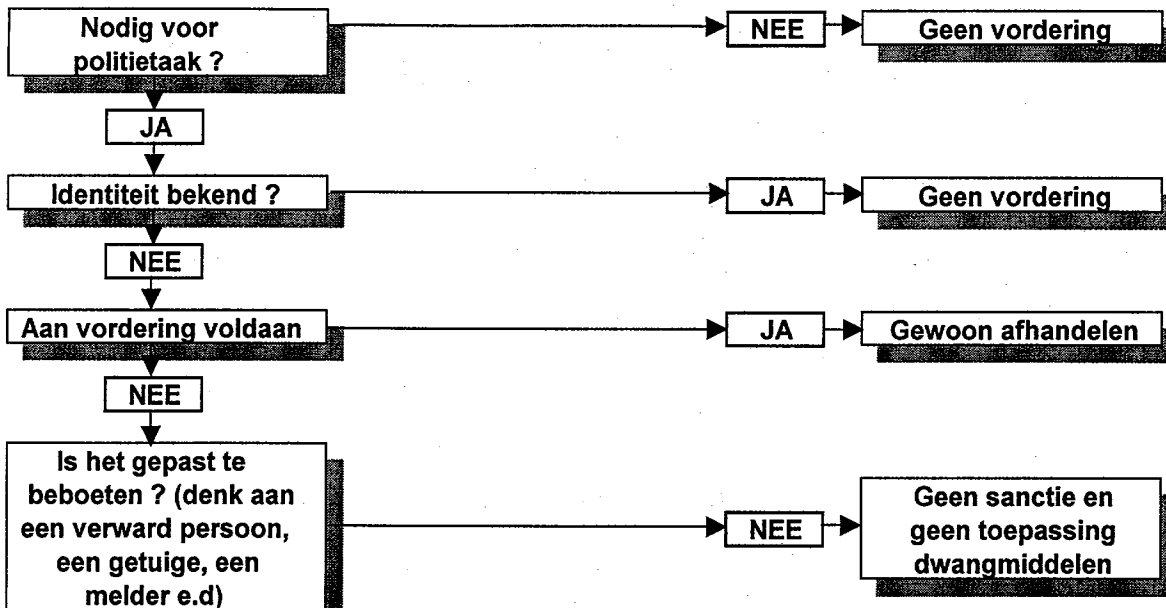 Nodig voor
politietaak ?
NEE
Geen vordering
JA
Identiteit bekend ?
JA
Geen vordering
NEE
Aan vordering voldaan
JA
Gewoon afhandelen
NEE
Is het gepast te
beboeten ? (denk aan
een verward persoon,
een getuige, een
melder e.d)
NEE
Geen sanctie en
geen toepassing
dwangmiddelen